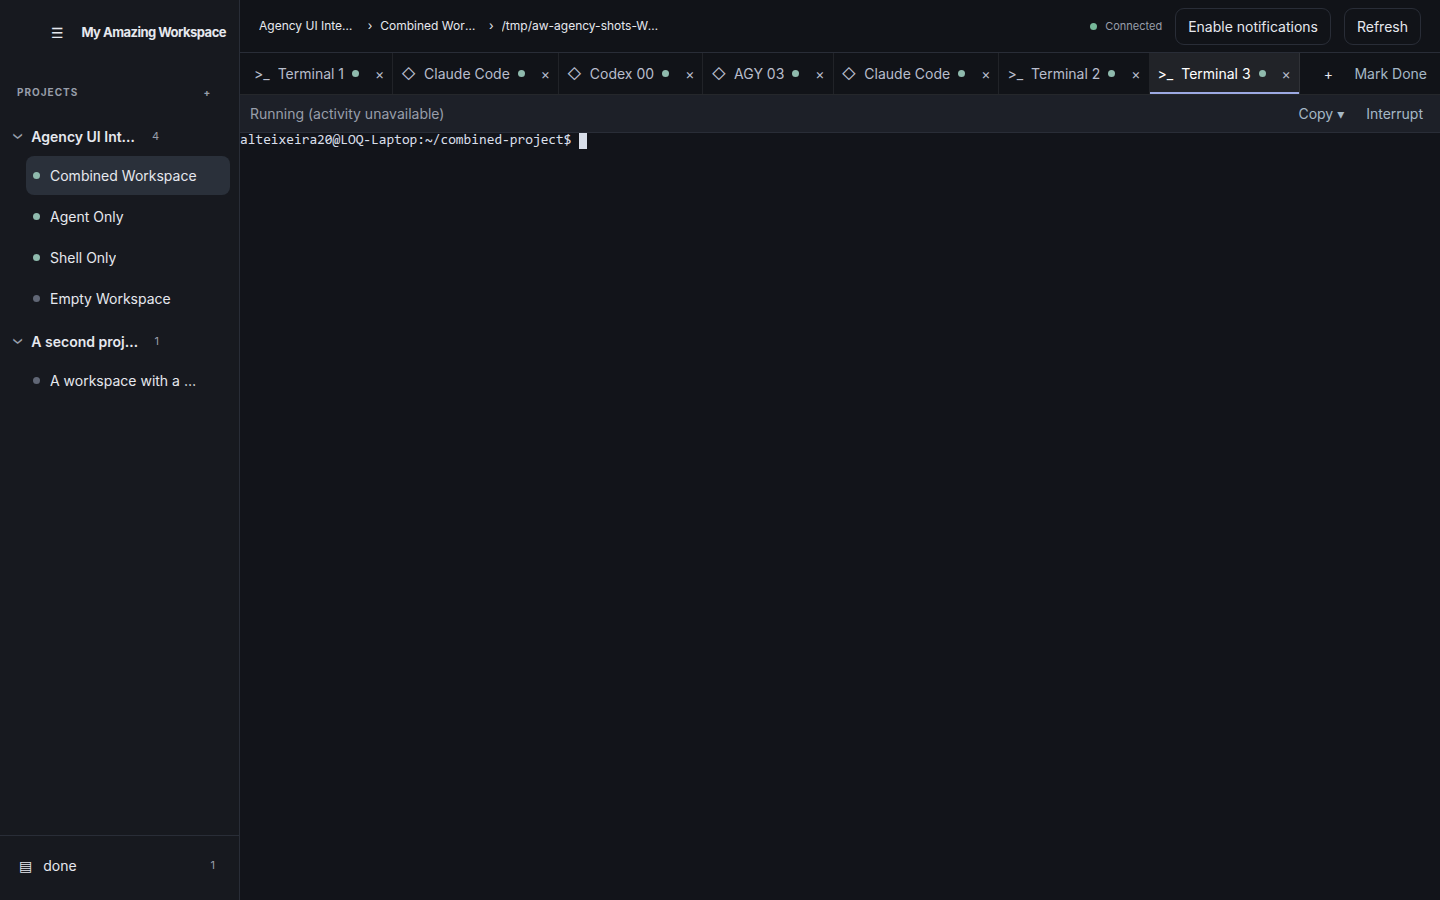 My Amazing Workspace
PROJECTS +
Agency UI Int... 4
Combined Workspace
Agent Only
Shell Only
Empty Workspace
A second proj... 1
A workspace with a ...
done 1
Agency UI Inte... › Combined Wor... › /tmp/aw-agency-shots-W...
Connected Enable notifications Refresh
>_ Terminal 1 × Claude Code × Codex 00 × AGY 03 × Claude Code × >_ Terminal 2 × >_ Terminal 3 × + Mark Done
Running (activity unavailable) Copy ▾ Interrupt
alteixeira20@LOQ-Laptop:~/combined-project$